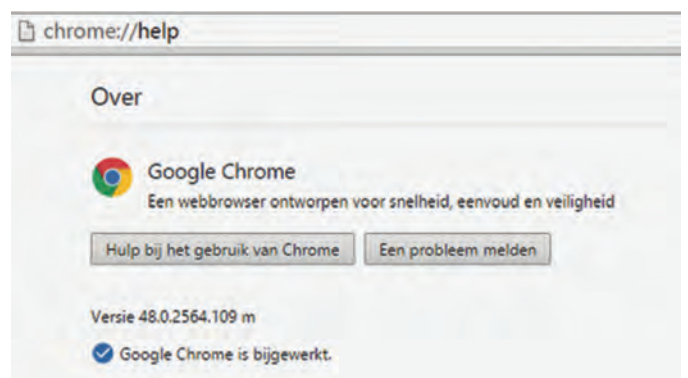 chrome://help
Over
Google Chrome
Een webbrowser ontworpen voor snelheid, eenvoud en veiligheid
Hulp bij het gebruik van Chrome Een probleem melden
Versie 48.0.2564.109 m
Google Chrome is bijgewerkt.